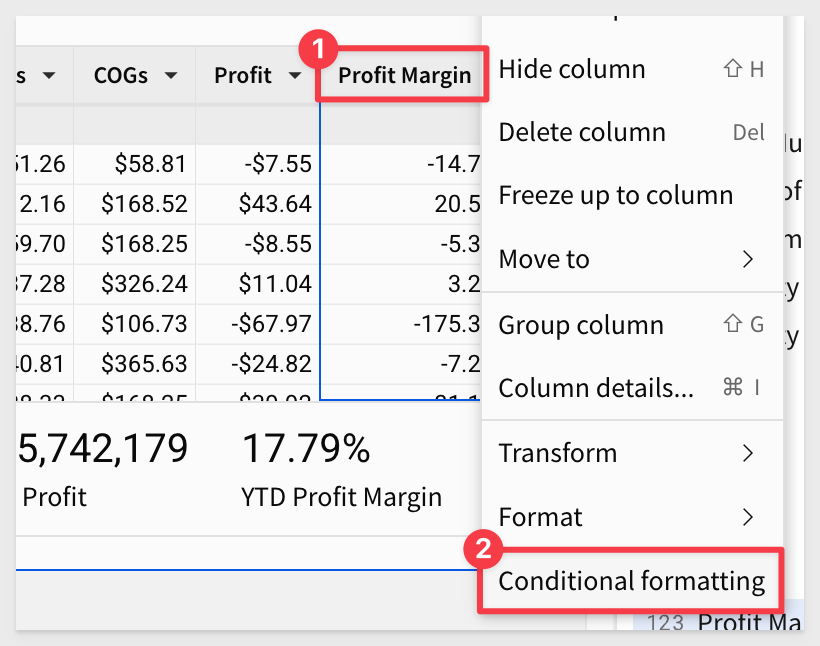 1
s COGs Profit Profit Margin
51.26 $58.81 -$7.55 -14.7
2.16 $168.52 $43.64 20.5
59.70 $168.25 -$8.55 -5.3
37.28 $326.24 $11.04 3.2
38.76 $106.73 -$67.97 -175.3
40.81 $365.63 -$24.82 -7.2
5,742,179
Profit
17.79%
YTD Profit Margin
Hide column ⇧ H
Delete column Del
Freeze up to column
Move to
Group column ⇧ G
Column details... ⌘ I
Transform
Format
2
Conditional formatting
lu
of
m
ty
ty
123 Profit Ma